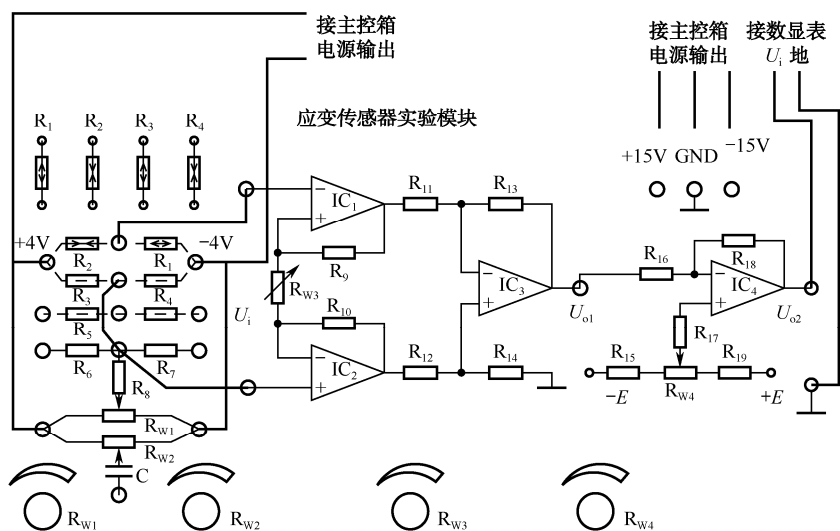 接主控箱
电源输出
接主控箱
电源输出
接数显表
Ui 地
R1
R2
R3
R4
应变传感器实验模块
+15V
GND
−15V
+4V
−4V
R2
R1
R3
R4
R5
R6
R7
R8
RW1
RW2
C
Ui
IC1
R9
RW3
R10
IC2
R11
R12
R13
IC3
R14
Uo1
R16
R18
IC4
Uo2
R17
R15
RW4
R19
−E
+E
RW1
RW2
RW3
RW4